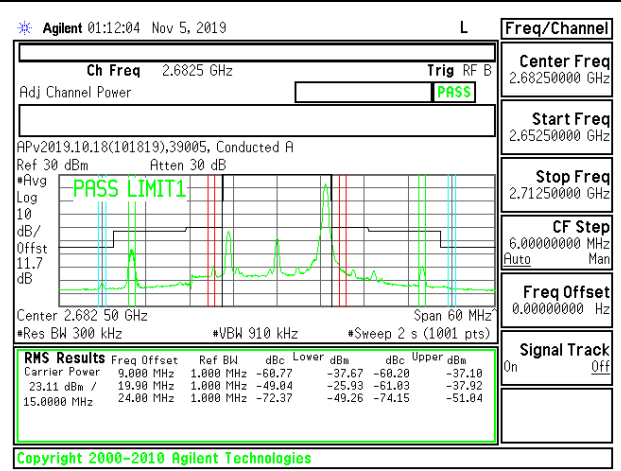 Agilent 01:12:04 Nov 5, 2019 L
Ch Freq 2.6825 GHz Trig RF B
Adj Channel Power PASS
APv2019.10.18(101819),39005, Conducted A
Ref 30 dBm Atten 30 dB
#Avg
Log
10
dB/
Offst
11.7
dB
PASS LIMIT1
Center 2.682 50 GHz Span 60 MHz^
#Res BW 300 kHz #VBW 910 kHz #Sweep 2 s (1001 pts)
RMS Results Freq Offset Ref BW dBc Lower dBm dBc Upper dBm
Carrier Power 9.000 MHz 1.000 MHz -60.77 -37.67 -60.20 -37.10
23.11 dBm / 19.90 MHz 1.000 MHz -49.04 -25.93 -61.03 -37.92
15.0000 MHz 24.00 MHz 1.000 MHz -72.37 -49.26 -74.15 -51.04
Copyright 2000-2010 Agilent Technologies
Freq/Channel
Center Freq
2.68250000 GHz
Start Freq
2.65250000 GHz
Stop Freq
2.71250000 GHz
CF Step
6.00000000 MHz
Auto Man
Freq Offset
0.00000000 Hz
Signal Track
On Off